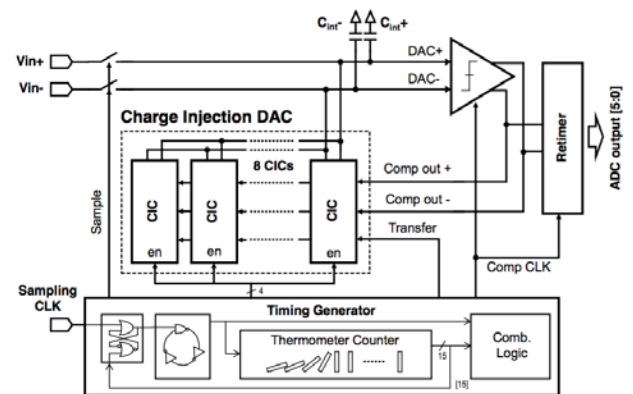 Cint- Cint+
Vin+
DAC+
Vin-
DAC-
Charge Injection DAC
8 CICs
CIC
CIC
CIC
en
en
en
Comp out +
Comp out -
Transfer
Retimer
ADC output [5:0]
Sample
Comp CLK
4
Sampling
CLK
Timing Generator
Thermometer Counter
15
[15]
Comb.
Logic